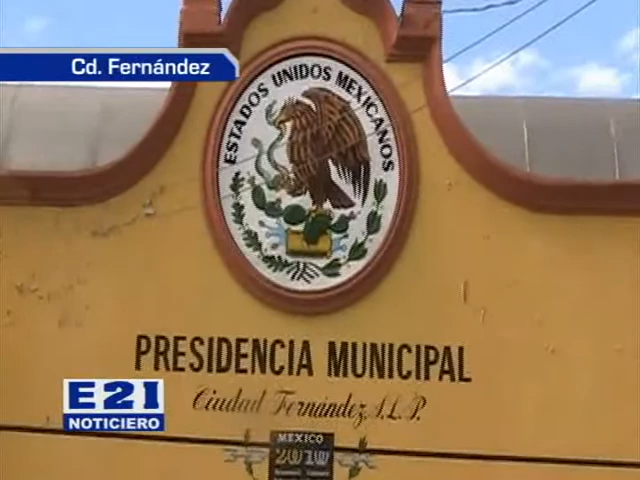 Cd. Fernández
ESTADOS UNIDOS MEXICANOS
PRESIDENCIA MUNICIPAL
Ciudad Fernández, S.L.P.
E21
NOTICIERO
MEXICO
2010